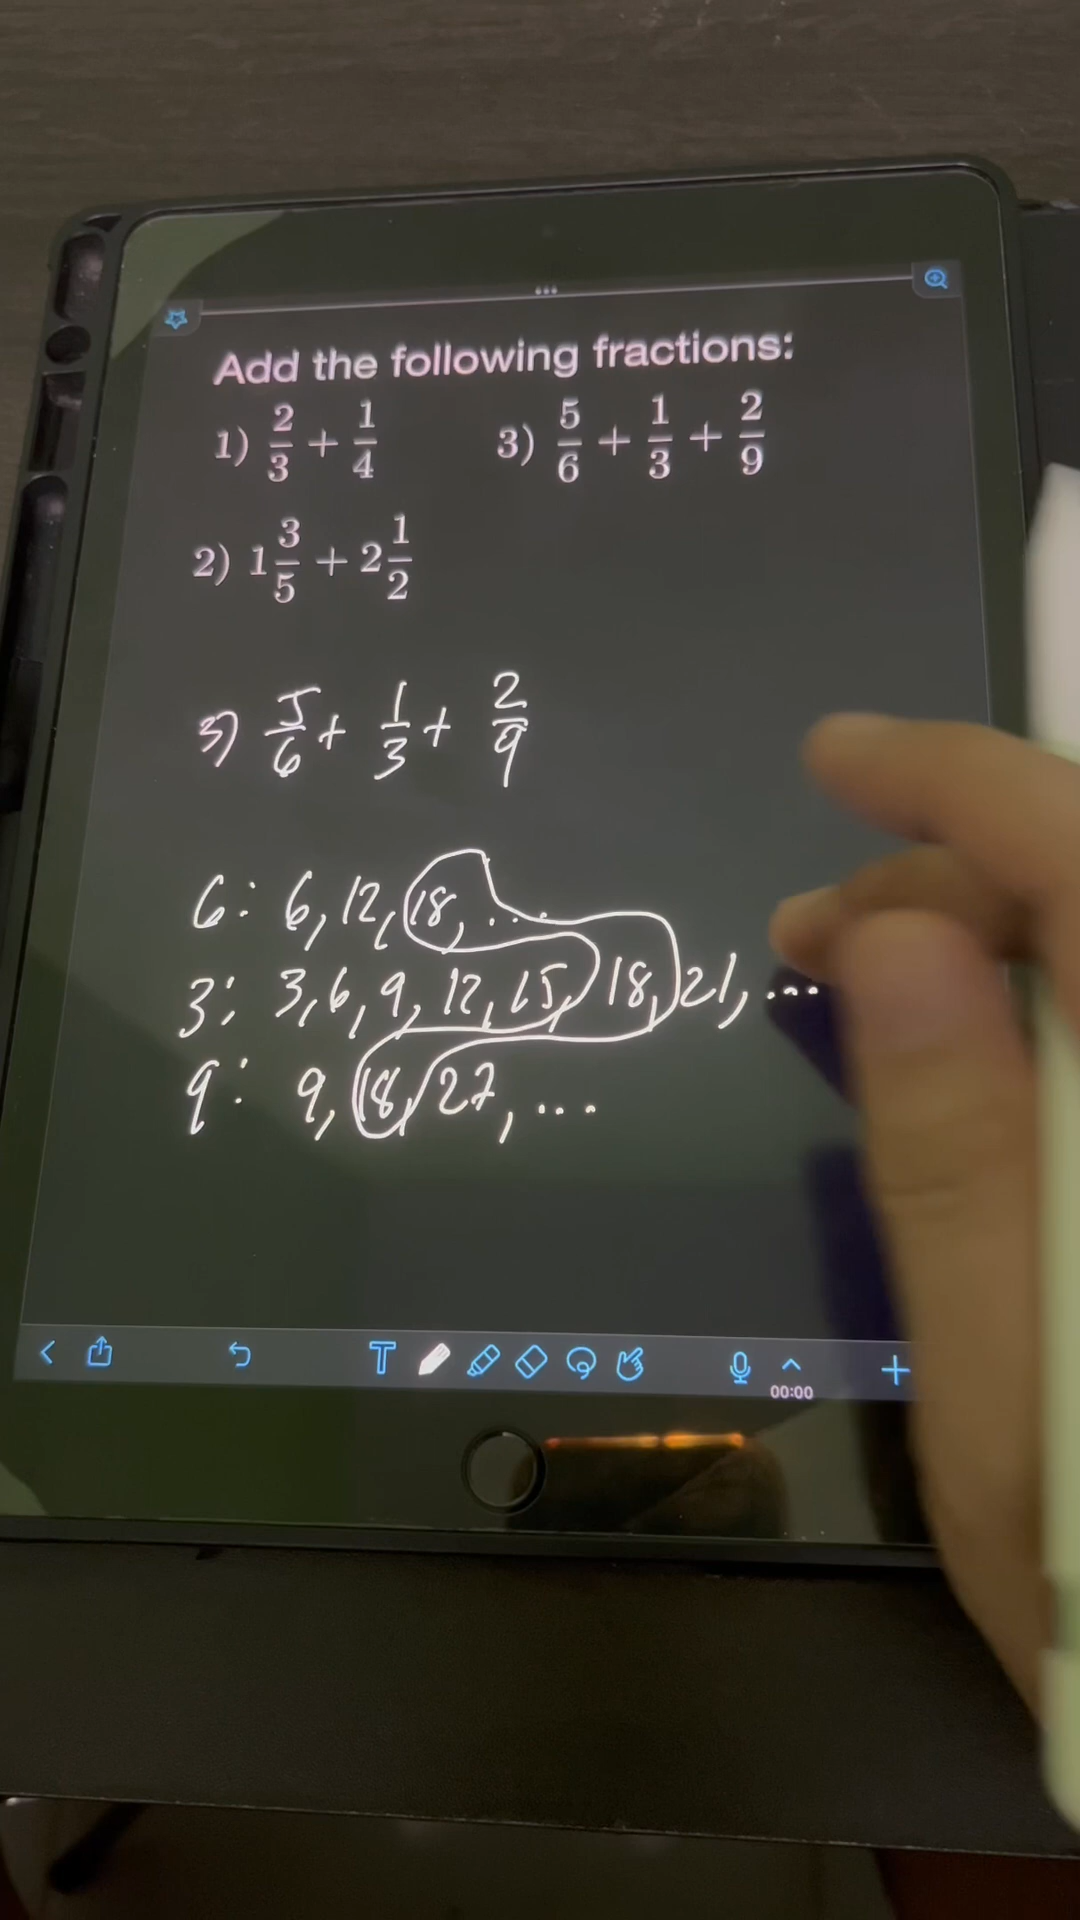 Add the following fractions:
1) 2/3 + 1/4
3) 5/6 + 1/3 + 2/9
2) 1 3/5 + 2 1/2
3) 5/6 + 1/3 + 2/9
6: 6, 12, 18, ...
3: 3, 6, 9, 12, 15, 18, 21, ...
9: 9, 18, 27, ...
T
00:00